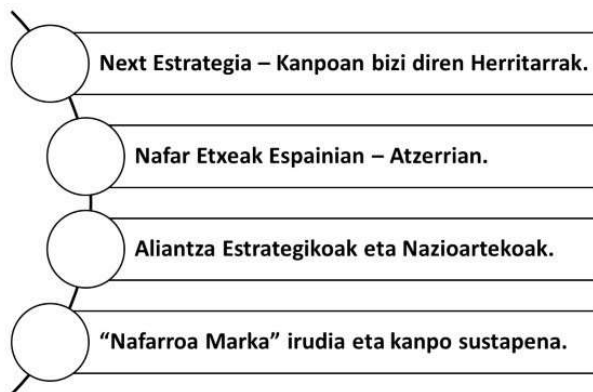 Next Estrategia – Kanpoan bizi diren Herritarrak.
Nafar Etxeak Espainian – Atzerrian.
Aliantza Estrategikoak eta Nazioartekoak.
“Nafarroa Marka” irudia eta kanpo sustapena.